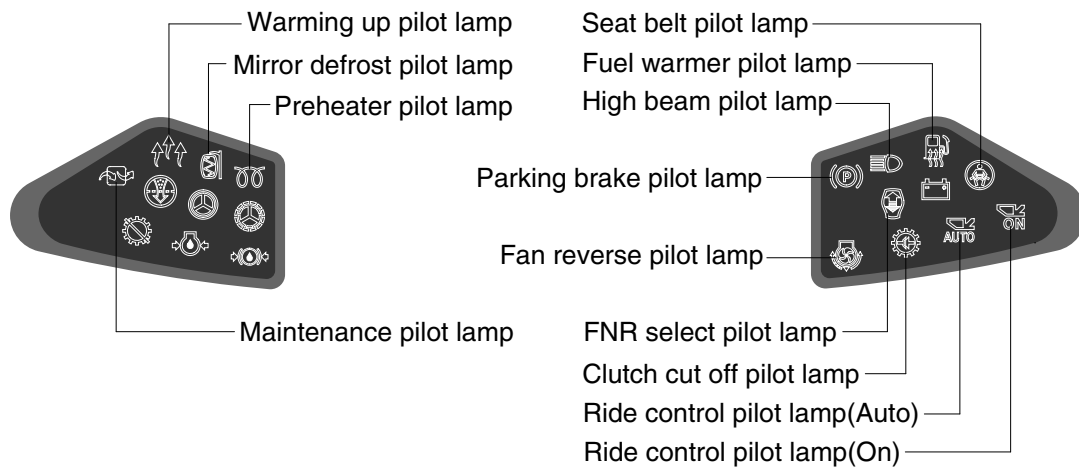 Warming up pilot lamp
Mirror defrost pilot lamp
Preheater pilot lamp
Maintenance pilot lamp
Seat belt pilot lamp
Fuel warmer pilot lamp
High beam pilot lamp
Parking brake pilot lamp
P
AUTO
ON
Fan reverse pilot lamp
FNR select pilot lamp
Clutch cut off pilot lamp
Ride control pilot lamp(Auto)
Ride control pilot lamp(On)